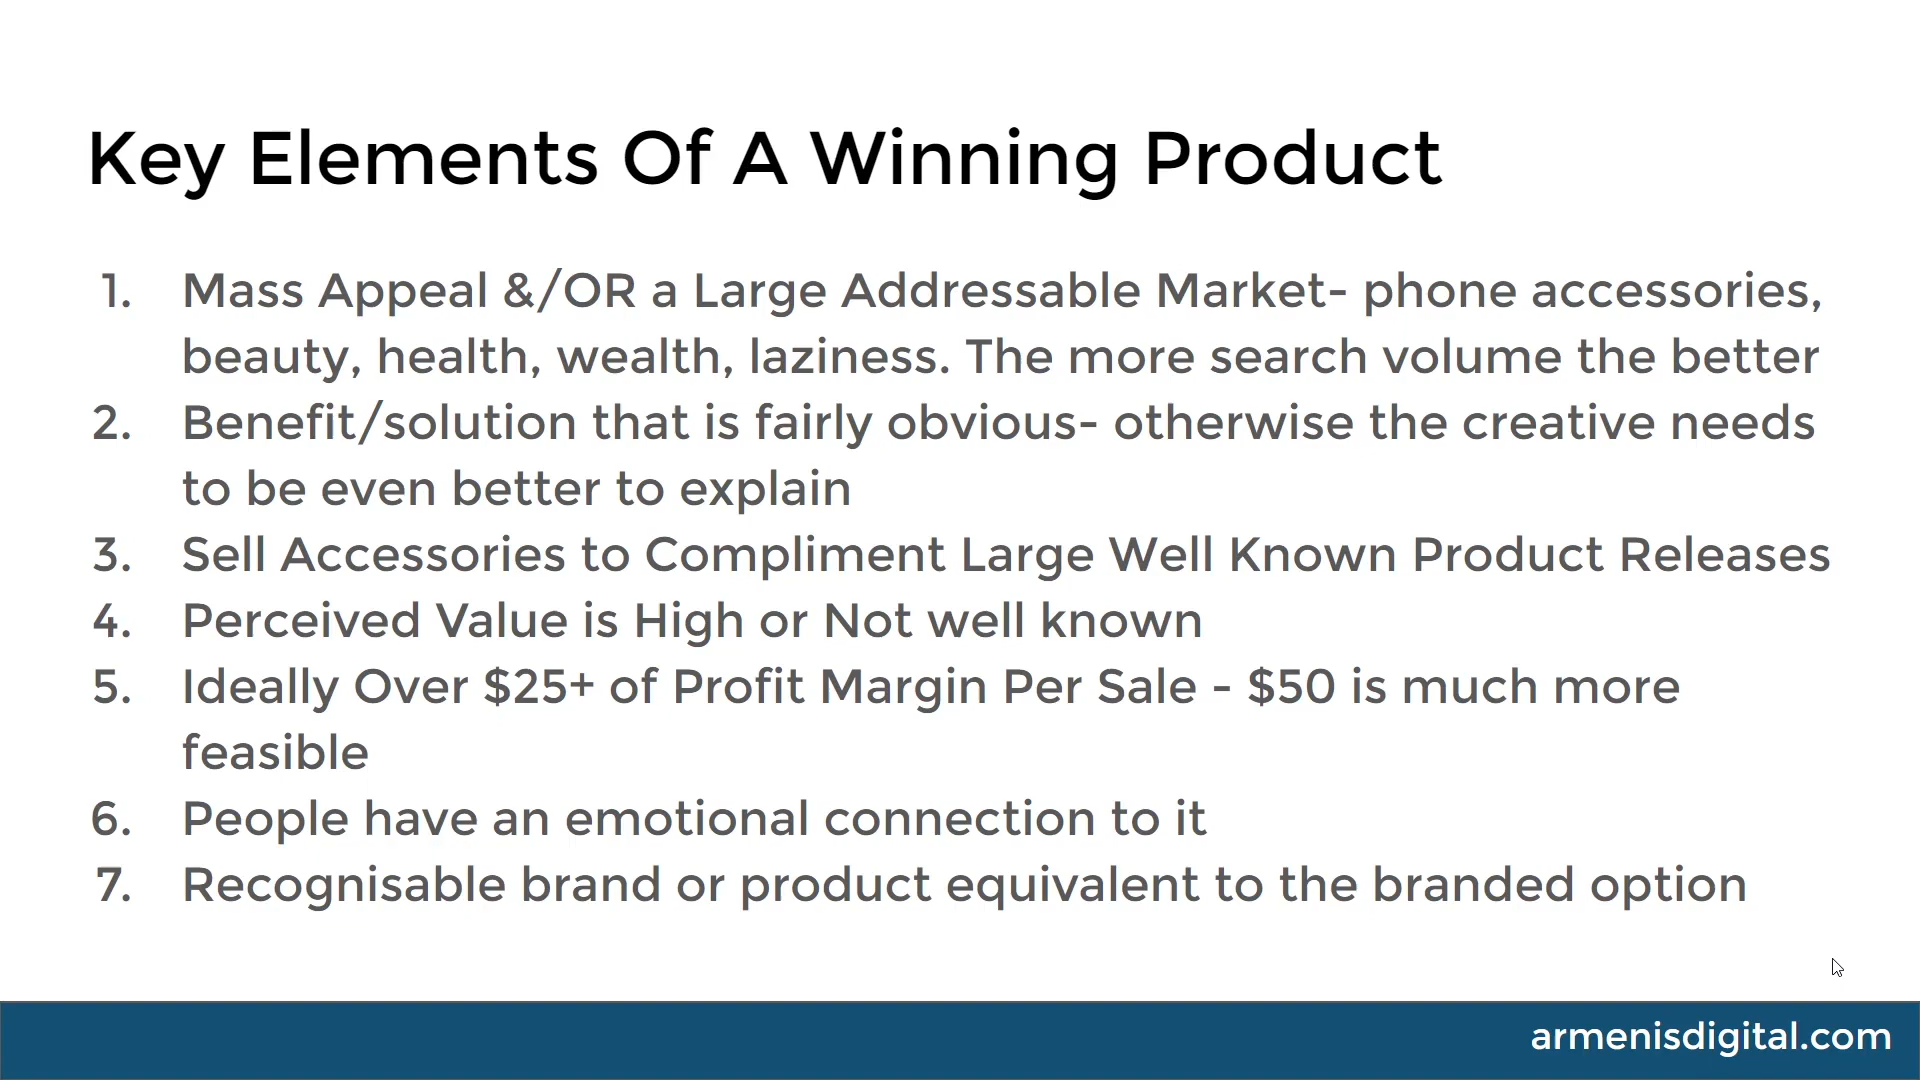 Key Elements Of A Winning Product
1. Mass Appeal &/OR a Large Addressable Market- phone accessories,
beauty, health, wealth, laziness. The more search volume the better
2. Benefit/solution that is fairly obvious- otherwise the creative needs
to be even better to explain
3. Sell Accessories to Compliment Large Well Known Product Releases
4. Perceived Value is High or Not well known
5. Ideally Over $25+ of Profit Margin Per Sale - $50 is much more
feasible
6. People have an emotional connection to it
7. Recognisable brand or product equivalent to the branded option
armenisdigital.com